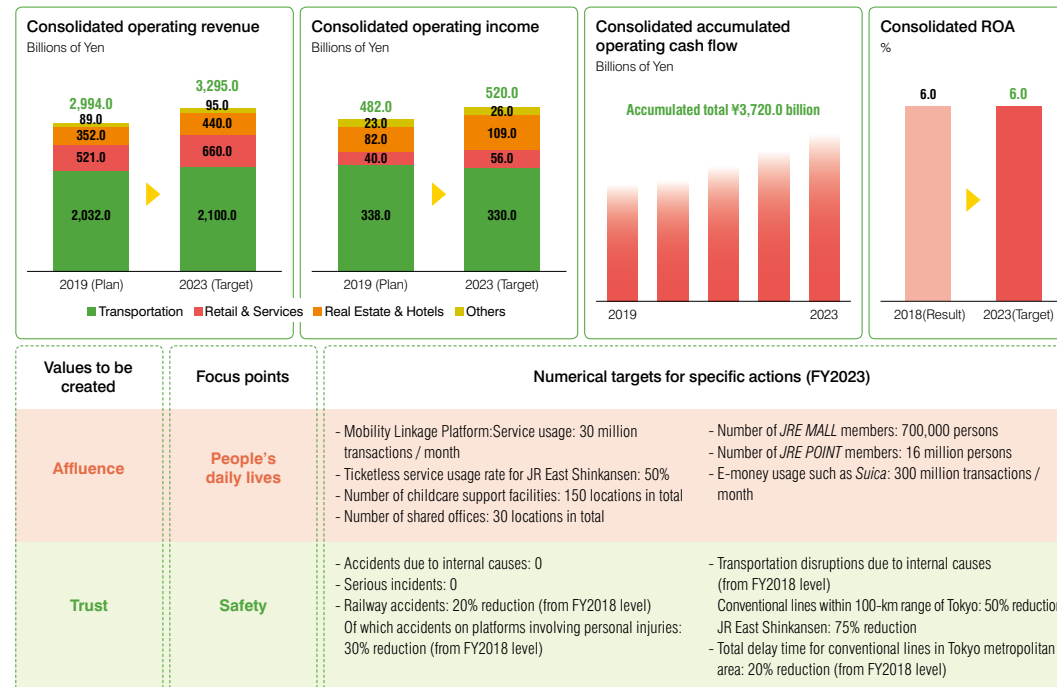 Consolidated operating revenue
Billions of Yen
2,994.0
89.0
352.0
521.0
2,032.0
3,295.0
95.0
440.0
660.0
2,100.0
2019 (Plan)
2023 (Target)
Consolidated operating income
Billions of Yen
482.0
23.0
82.0
40.0
338.0
520.0
26.0
109.0
56.0
330.0
2019 (Plan)
2023 (Target)
Transportation
Retail & Services
Real Estate & Hotels
Others
Consolidated accumulated
operating cash flow
Billions of Yen
Accumulated total ¥3,720.0 billion
2019
2023
Consolidated ROA
%
6.0
6.0
2018(Result)
2023(Target)
Values to be
created
Focus points
Numerical targets for specific actions (FY2023)
Affluence
People's
daily lives
- Mobility Linkage Platform:Service usage: 30 million
transactions / month
- Ticketless service usage rate for JR East Shinkansen: 50%
- Number of childcare support facilities: 150 locations in total
- Number of shared offices: 30 locations in total
- Number of JRE MALL members: 700,000 persons
- Number of JRE POINT members: 16 million persons
- E-money usage such as Suica: 300 million transactions /
month
Trust
Safety
- Accidents due to internal causes: 0
- Serious incidents: 0
- Railway accidents: 20% reduction (from FY2018 level)
Of which accidents on platforms involving personal injuries:
30% reduction (from FY2018 level)
- Transportation disruptions due to internal causes
(from FY2018 level)
Conventional lines within 100-km range of Tokyo: 50% reduction
JR East Shinkansen: 75% reduction
- Total delay time for conventional lines in Tokyo metropolitan
area: 20% reduction (from FY2018 level)